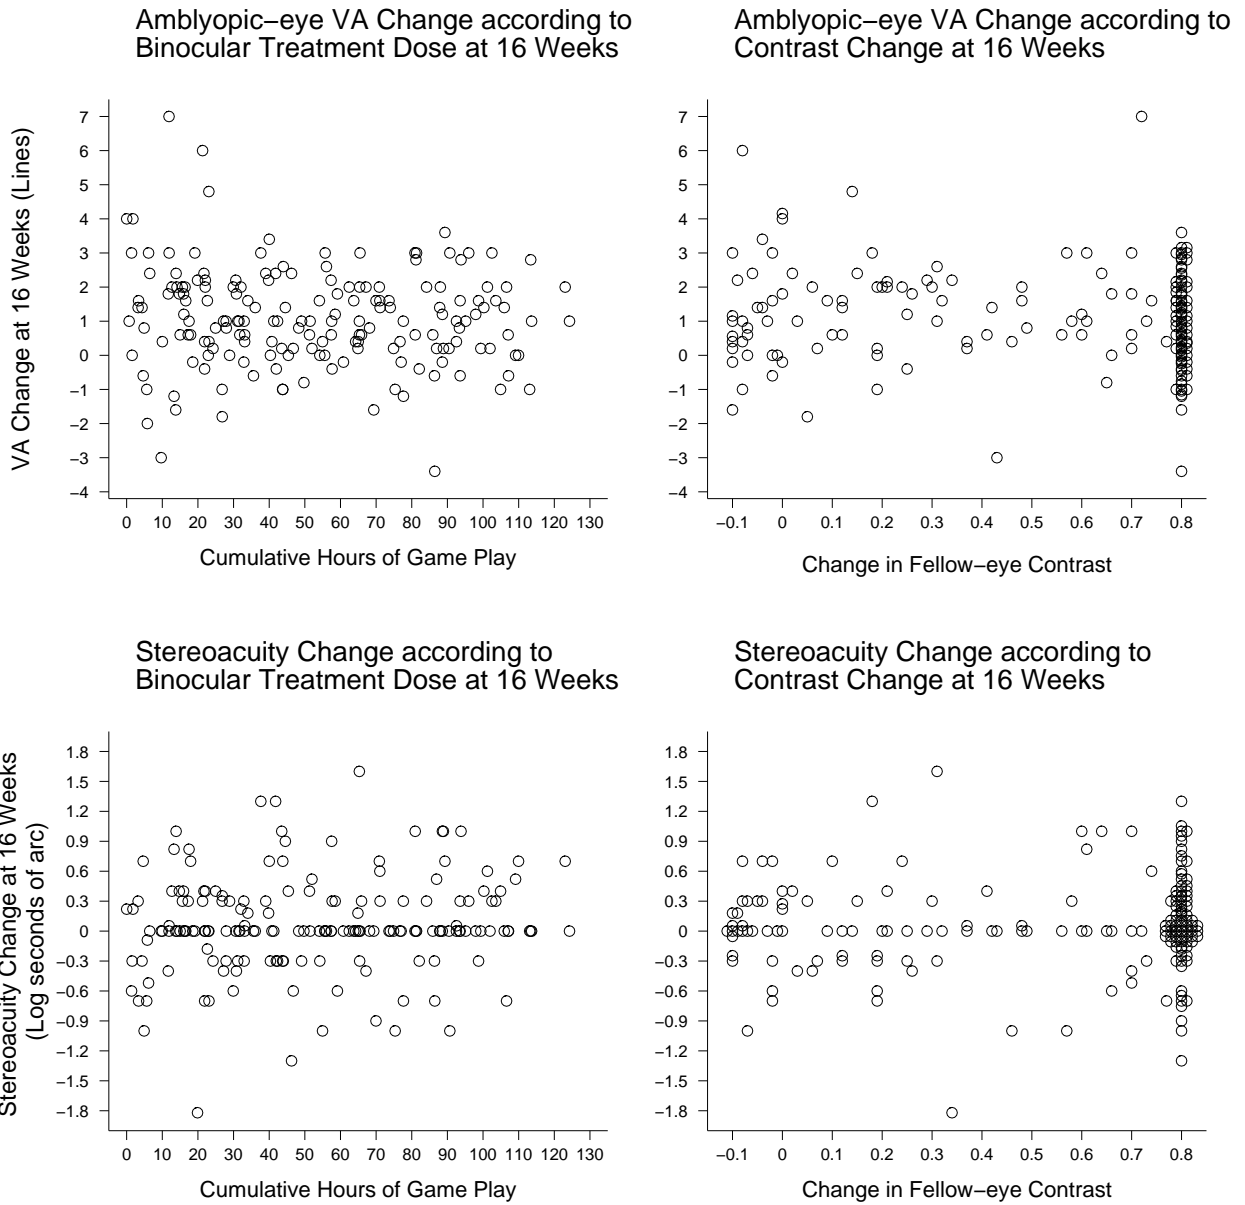 Amblyopic−eye VA Change according to
Binocular Treatment Dose at 16 Weeks
VA Change at 16 Weeks (Lines)
7
6
5
4
3
2
1
0
−1
−2
−3
−4
0 10 20 30 40 50 60 70 80 90 100 110 120 130
Cumulative Hours of Game Play
Amblyopic−eye VA Change according to
Contrast Change at 16 Weeks
7
6
5
4
3
2
1
0
−1
−2
−3
−4
−0.1 0 0.1 0.2 0.3 0.4 0.5 0.6 0.7 0.8
Change in Fellow−eye Contrast
Stereoacuity Change according to
Binocular Treatment Dose at 16 Weeks
Stereoacuity Change at 16 Weeks
(Log seconds of arc)
1.8
1.5
1.2
0.9
0.6
0.3
0
−0.3
−0.6
−0.9
−1.2
−1.5
−1.8
0 10 20 30 40 50 60 70 80 90 100 110 120 130
Cumulative Hours of Game Play
Stereoacuity Change according to
Contrast Change at 16 Weeks
1.8
1.5
1.2
0.9
0.6
0.3
0
−0.3
−0.6
−0.9
−1.2
−1.5
−1.8
−0.1 0 0.1 0.2 0.3 0.4 0.5 0.6 0.7 0.8
Change in Fellow−eye Contrast